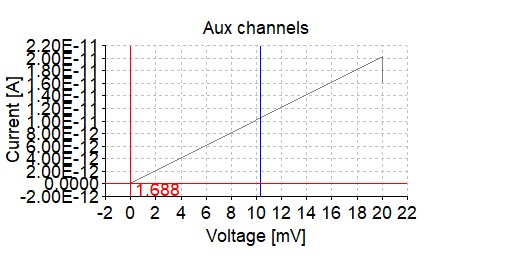 Aux channels
2.20E-11
2.00E-11
1.80E-11
1.60E-11
1.40E-11
1.20E-11
1.00E-11
8.00E-12
6.00E-12
4.00E-12
2.00E-12
0.0000
-2.00E-12
Current [A]
1.688
-2 0 2 4 6 8 10 12 14 16 18 20 22
Voltage [mV]